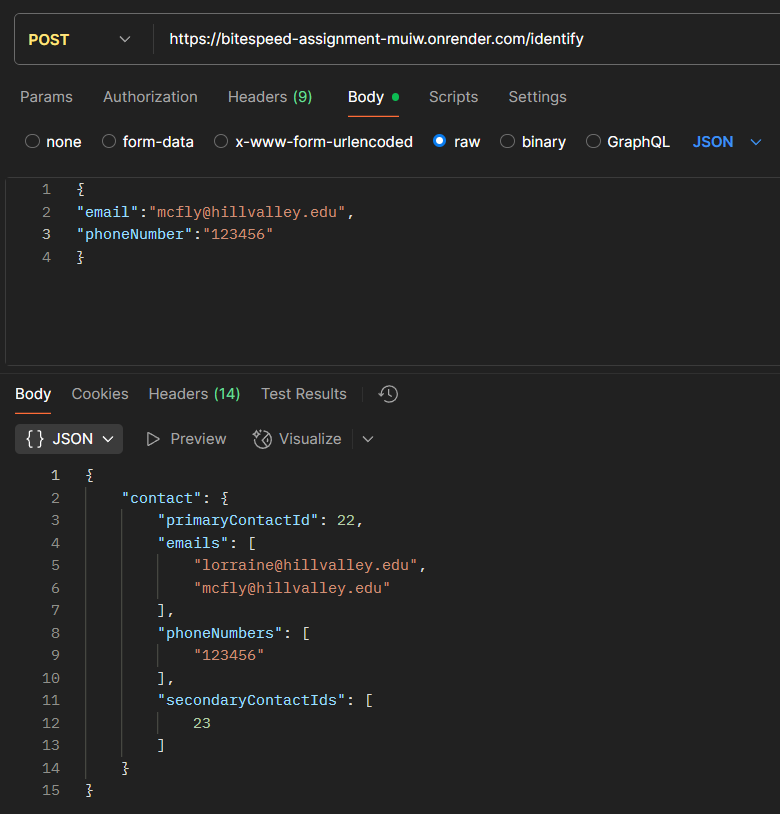 POST https://bitespeed-assignment-muiw.onrender.com/identify
Params Authorization Headers (9) Body Scripts Settings
none form-data x-www-form-urlencoded raw binary GraphQL JSON
1 {
2 "email":"mcfly@hillvalley.edu",
3 "phoneNumber":"123456"
4 }
Body Cookies Headers (14) Test Results
{} JSON Preview Visualize
1 {
2 "contact": {
3 "primaryContactId": 22,
4 "emails": [
5 "lorraine@hillvalley.edu",
6 "mcfly@hillvalley.edu"
7 ],
8 "phoneNumbers": [
9 "123456"
10 ],
11 "secondaryContactIds": [
12 23
13 ]
14 }
15 }